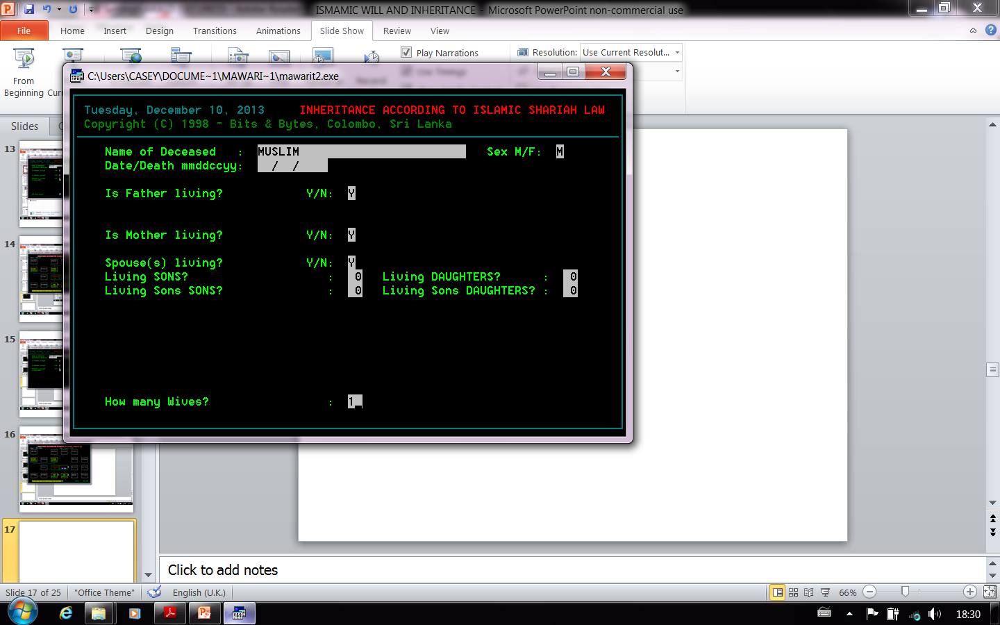 ISMAMIC WILL AND INHERITANCE - Microsoft PowerPoint non-commercial use
File Home Insert Design Transitions Animations Slide Show Review View
From
Beginning
Play Narrations
Use Timings
Resolution: Use Current Resolut...
C:\Users\CASEY\DOCUME~1\MAWARI~1\mawarit2.exe
Tuesday, December 10, 2013 INHERITANCE ACCORDING TO ISLAMIC SHARIAH LAW
Copyright (C) 1998 - Bits & Bytes, Colombo, Sri Lanka
Name of Deceased : MUSLIM Sex M/F: M
Date/Death mmddccyy: / /
Is Father living? Y/N: Y
Is Mother living? Y/N: Y
Spouse(s) living? Y/N: Y
Living SONS? : 0 Living DAUGHTERS? : 0
Living Sons SONS? : 0 Living Sons DAUGHTERS? : 0
How many Wives? : 1
Slides
13
14
15
16
17
Click to add notes
Slide 17 of 25 "Office Theme" English (U.K.) 66%
18:30